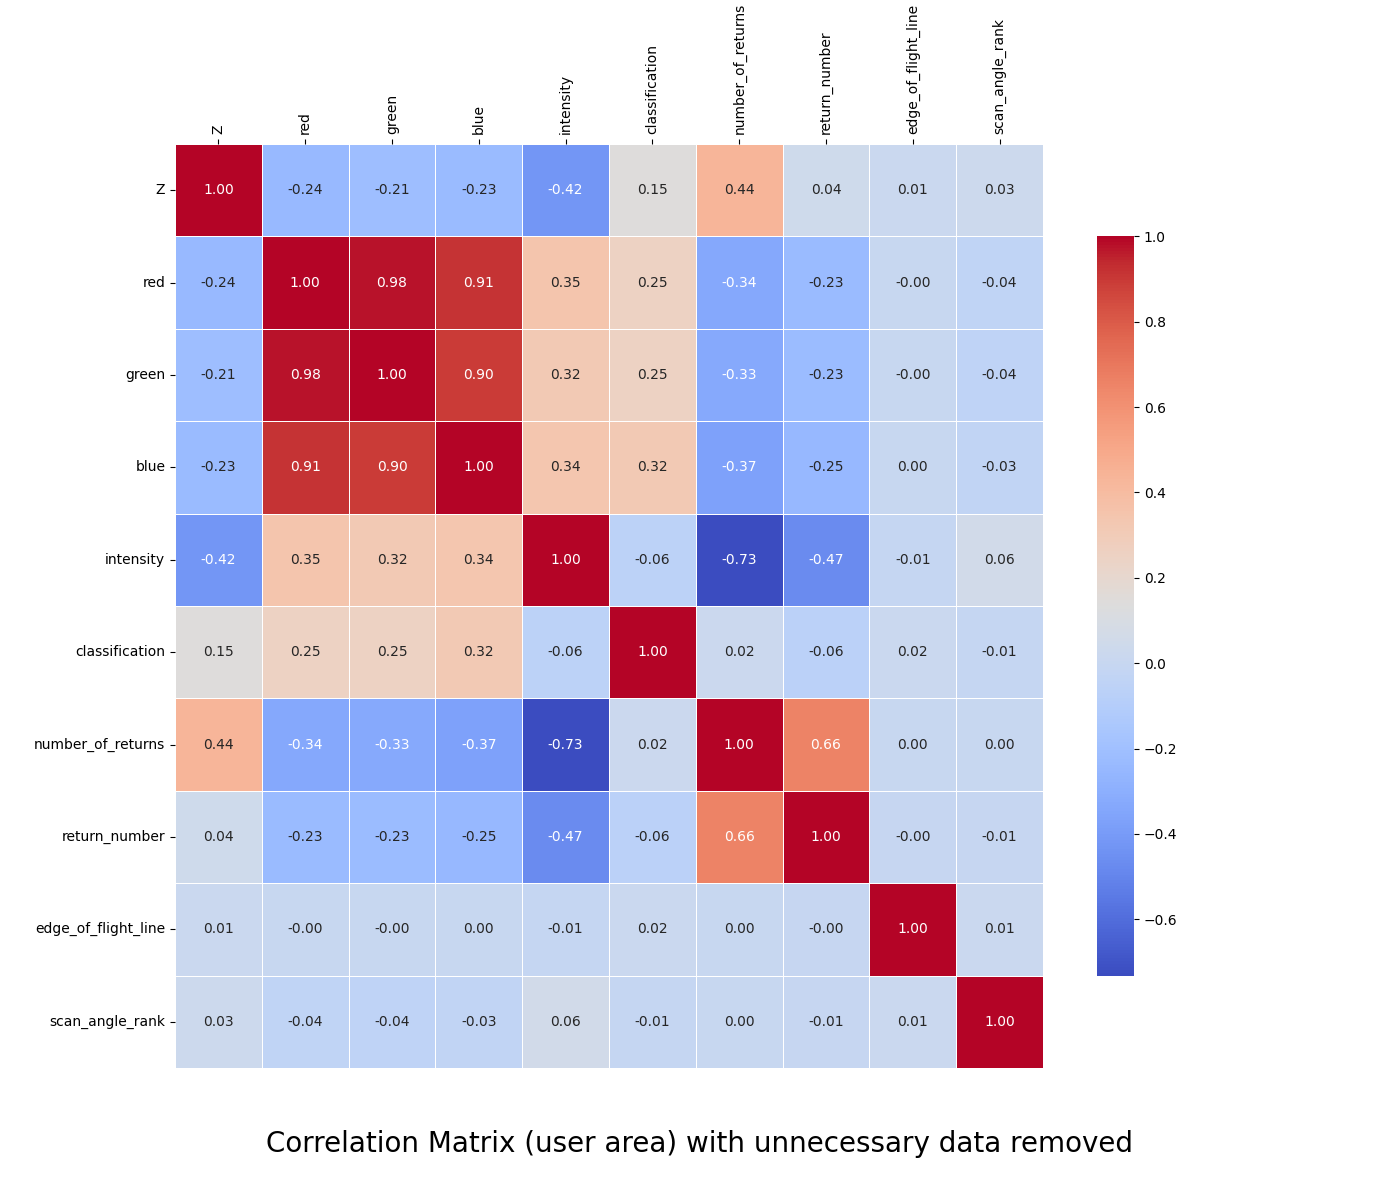 Z red green blue intensity classification number_of_returns return_number edge_of_flight_line scan_angle_rank
Z 1.00 -0.24 -0.21 -0.23 -0.42 0.15 0.44 0.04 0.01 0.03
red -0.24 1.00 0.98 0.91 0.35 0.25 -0.34 -0.23 -0.00 -0.04
green -0.21 0.98 1.00 0.90 0.32 0.25 -0.33 -0.23 -0.00 -0.04
blue -0.23 0.91 0.90 1.00 0.34 0.32 -0.37 -0.25 0.00 -0.03
intensity -0.42 0.35 0.32 0.34 1.00 -0.06 -0.73 -0.47 -0.01 0.06
classification 0.15 0.25 0.25 0.32 -0.06 1.00 0.02 -0.06 0.02 -0.01
number_of_returns 0.44 -0.34 -0.33 -0.37 -0.73 0.02 1.00 0.66 0.00 0.00
return_number 0.04 -0.23 -0.23 -0.25 -0.47 -0.06 0.66 1.00 -0.00 -0.01
edge_of_flight_line 0.01 -0.00 -0.00 0.00 -0.01 0.02 0.00 -0.00 1.00 0.01
scan_angle_rank 0.03 -0.04 -0.04 -0.03 0.06 -0.01 0.00 -0.01 0.01 1.00
1.0
0.8
0.6
0.4
0.2
0.0
−0.2
−0.4
−0.6
Correlation Matrix (user area) with unnecessary data removed